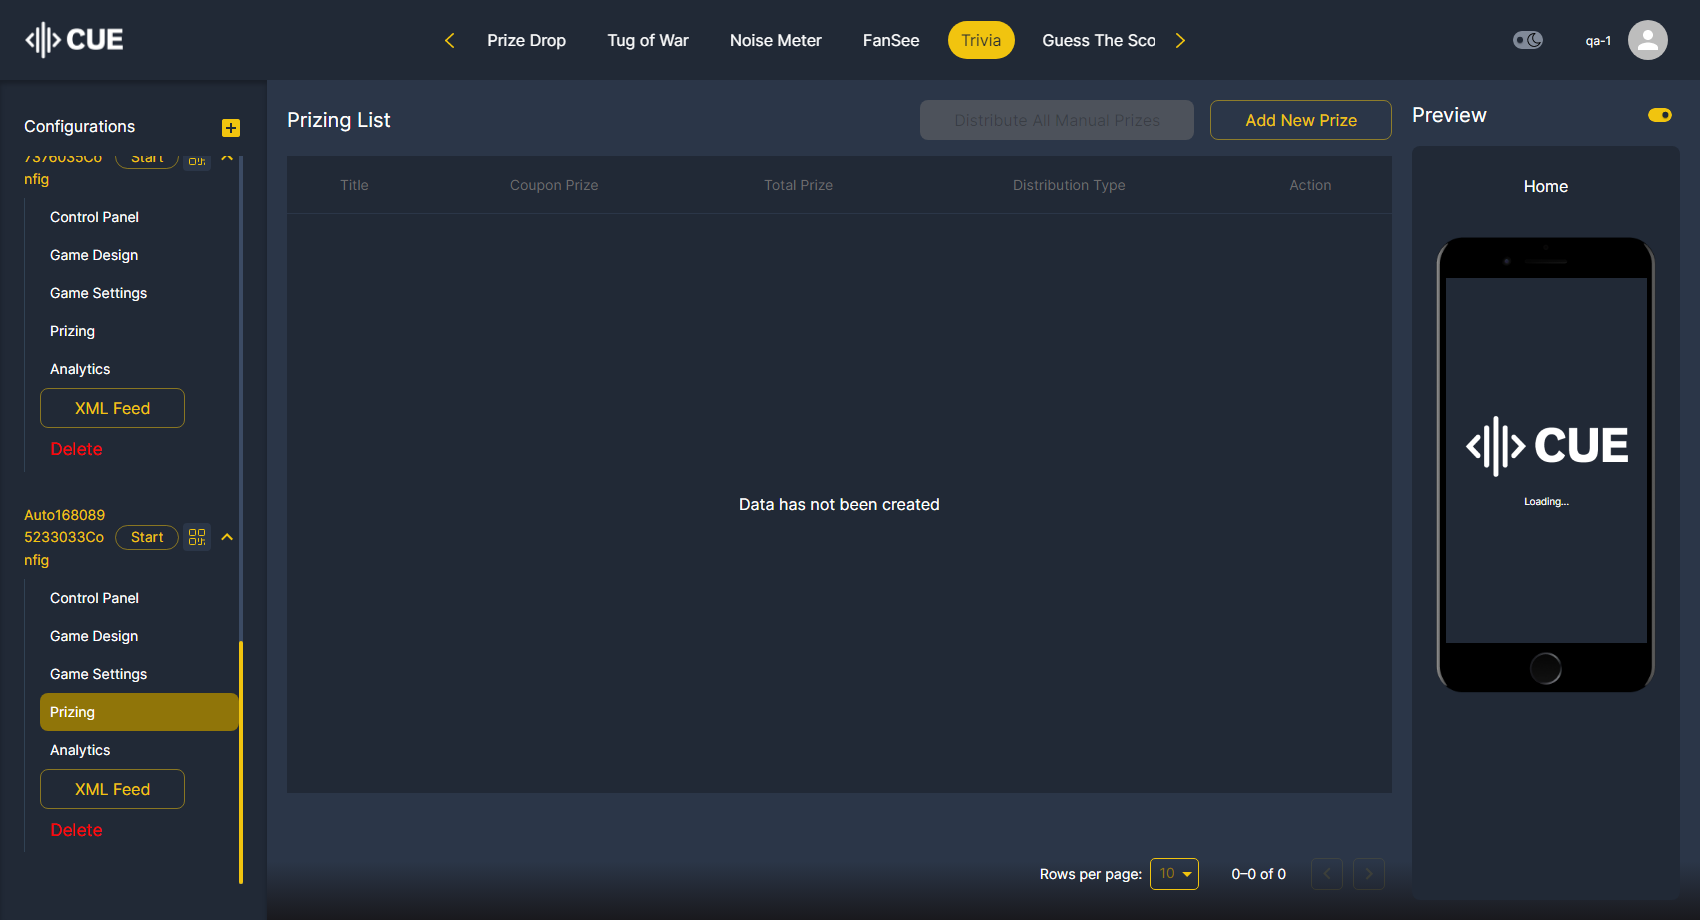 CUE
Prize Drop
Tug of War
Noise Meter
FanSee
Trivia
Guess The Sco
qa-1
Configurations
7376035Co
nfig
Start
Control Panel
Game Design
Game Settings
Prizing
Analytics
XML Feed
Delete
Auto168089
5233033Co
nfig
Start
Control Panel
Game Design
Game Settings
Prizing
Analytics
XML Feed
Delete
Prizing List
Distribute All Manual Prizes
Add New Prize
Title
Coupon Prize
Total Prize
Distribution Type
Action
Data has not been created
Rows per page:
10
0–0 of 0
Preview
Home
CUE
Loading...